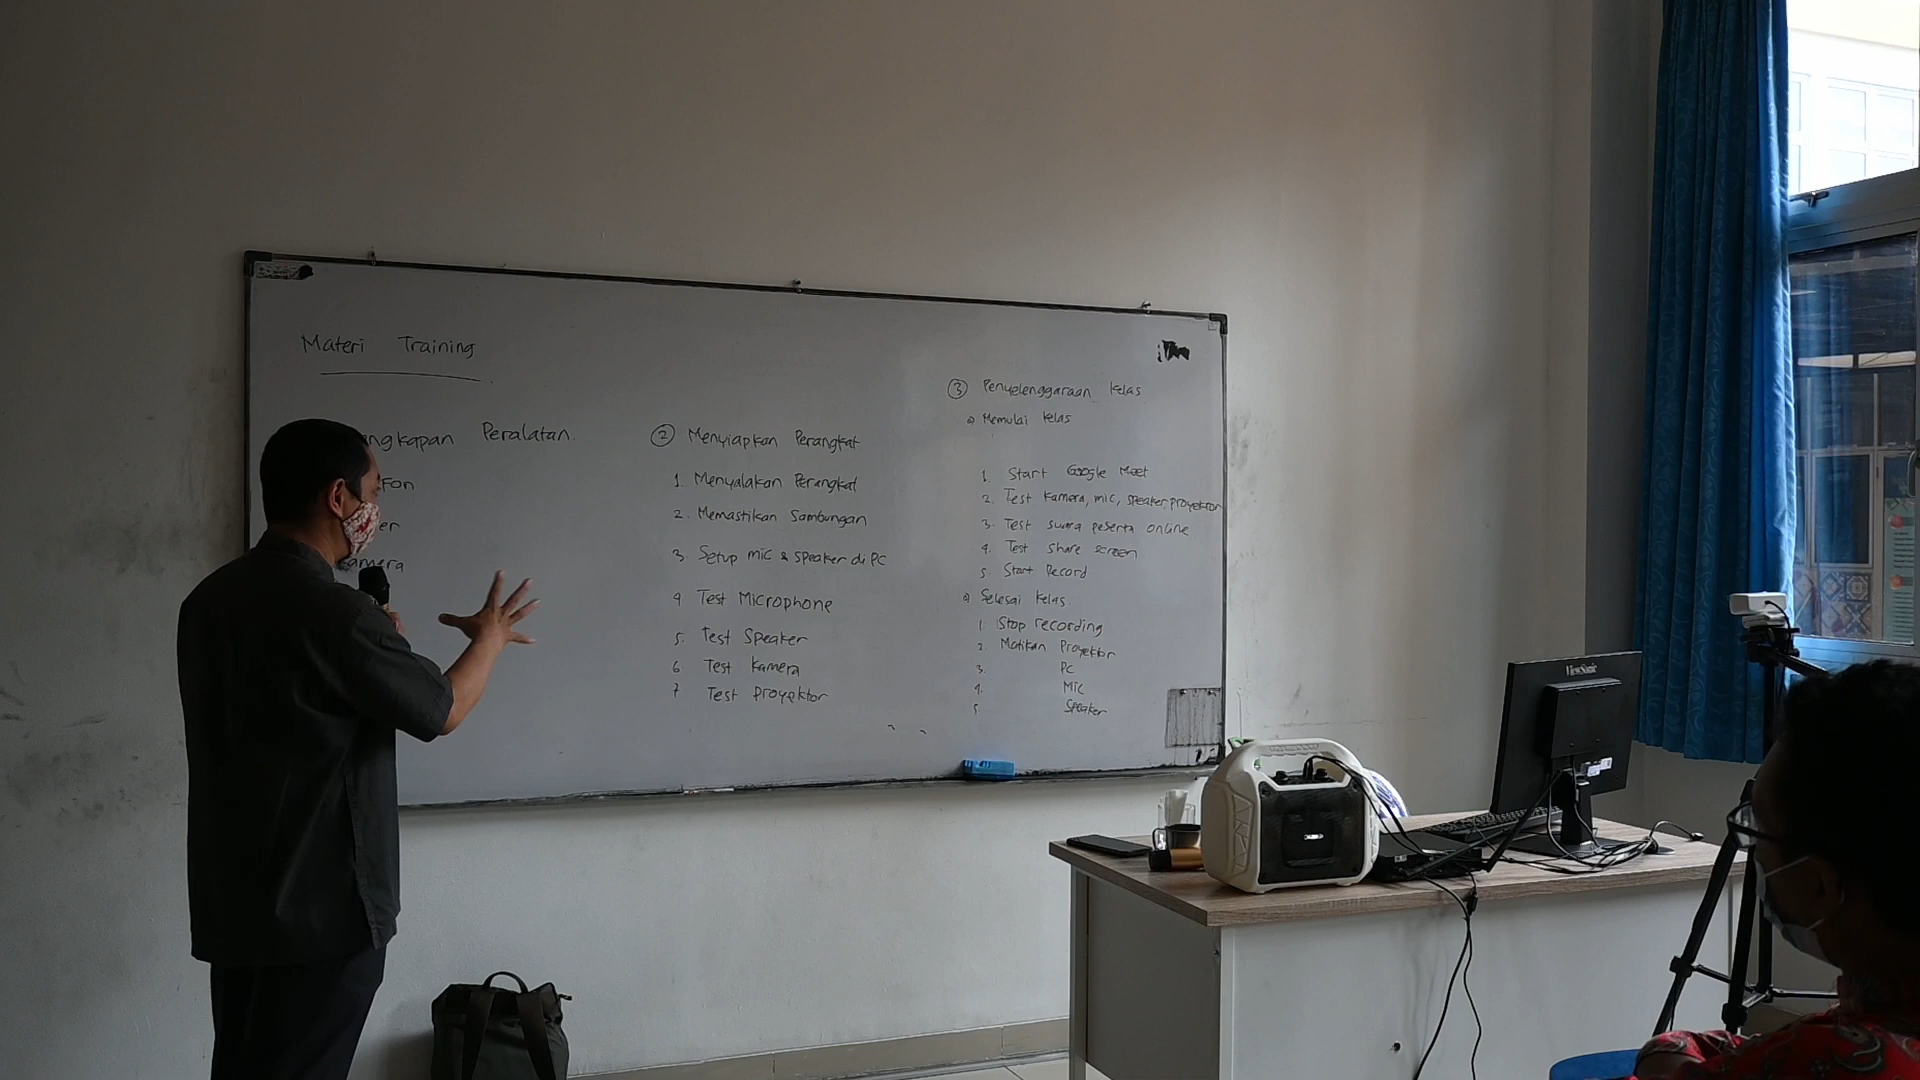 Materi Training
ngkapan Peralatan.
fon
er
kamera
② Menyiapkan Perangkat
1. Menyalakan Perangkat
2. Memastikan Sambungan
3. Setup mic & speaker di PC
4 Test Microphone
5. Test Speaker
6 Test Kamera
7 Test Proyektor
③ Penyelenggaraan Kelas
Memulai Kelas
1. Start Google Meet
2. Test Kamera, mic, speaker, proyektor
3. Test suara peserta online
4. Test share screen
5. Start Record
Selesai Kelas
1. Stop recording
2. Matikan Proyektor
3. PC
4. Mic
5. Speaker
ViewSonic